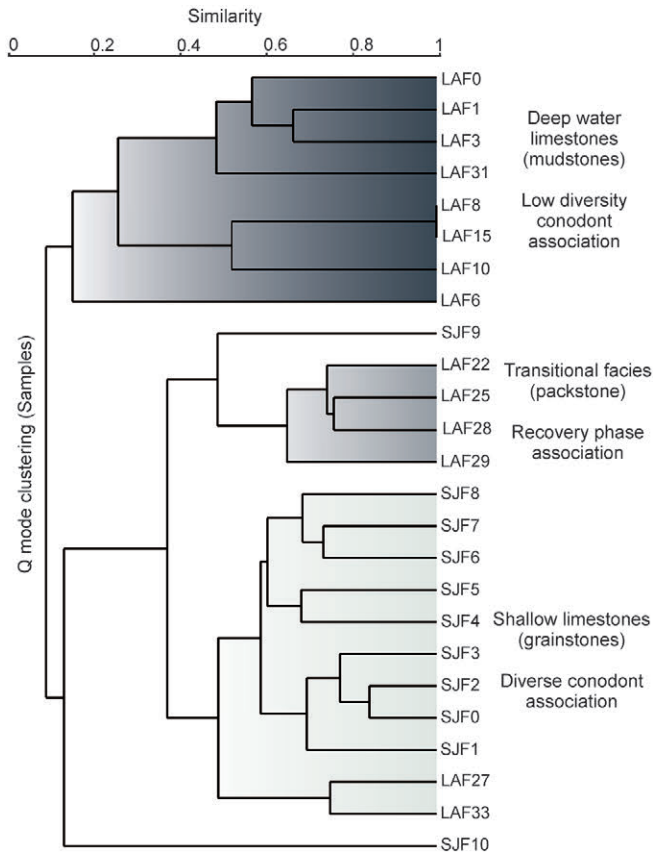 Similarity
0 0.2 0.4 0.6 0.8 1
Q mode clustering (Samples)
LAF0
LAF1
LAF3
LAF31
LAF8
LAF15
LAF10
LAF6
SJF9
LAF22
LAF25
LAF28
LAF29
SJF8
SJF7
SJF6
SJF5
SJF4
SJF3
SJF2
SJF0
SJF1
LAF27
LAF33
SJF10
Deep water
limestones
(mudstones)
Low diversity
conodont
association
Transitional facies
(packstone)
Recovery phase
association
Shallow limestones
(grainstones)
Diverse conodont
association